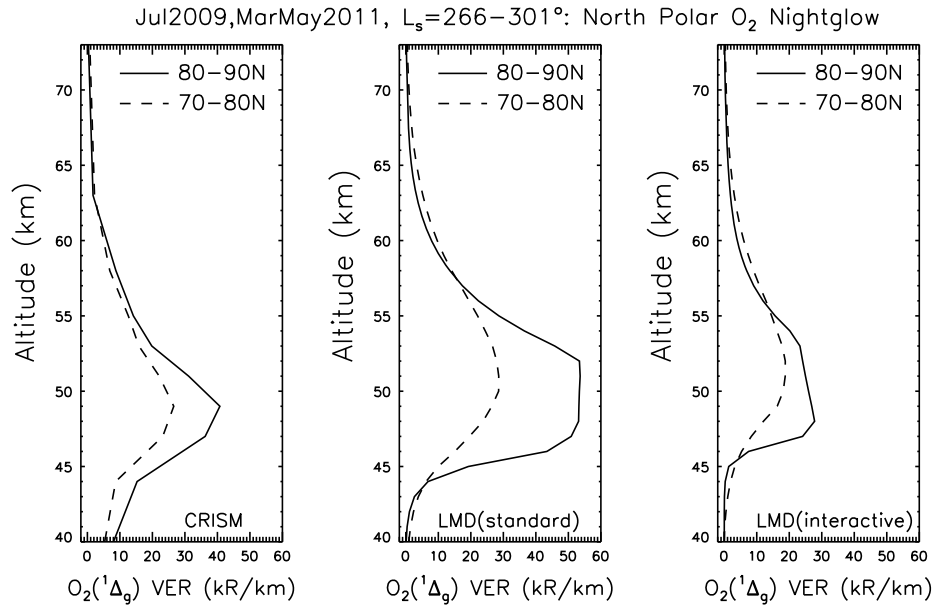 Jul2009,MarMay2011, Lₛ=266−301°: North Polar O₂ Nightglow
80−90N
70−80N
Altitude (km)
70
65
60
55
50
45
40
CRISM
0 10 20 30 40 50 60
O₂(¹Δg) VER (kR/km)
80−90N
70−80N
Altitude (km)
70
65
60
55
50
45
40
LMD(standard)
0 10 20 30 40 50 60
O₂(¹Δg) VER (kR/km)
80−90N
70−80N
Altitude (km)
70
65
60
55
50
45
40
LMD(interactive)
0 10 20 30 40 50 60
O₂(¹Δg) VER (kR/km)